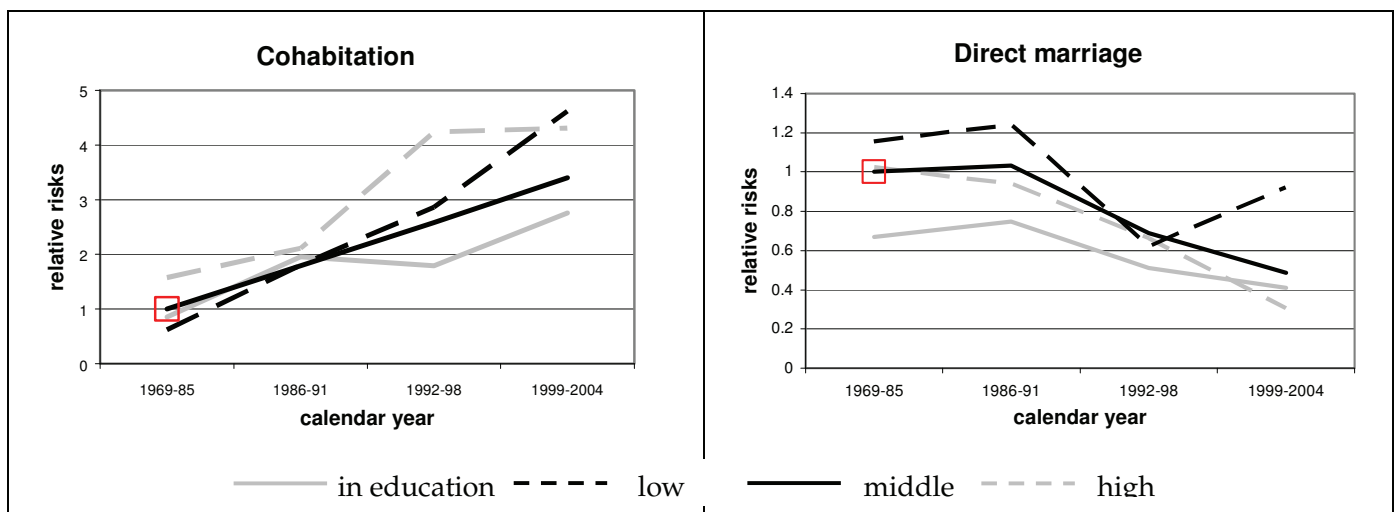 Cohabitation
5
4
3
2
1
0
relative risks
1969-85 1986-91 1992-98 1999-2004
calendar year
Direct marriage
1.4
1.2
1
0.8
0.6
0.4
0.2
0
relative risks
1969-85 1986-91 1992-98 1999-2004
calendar year
in education low middle high